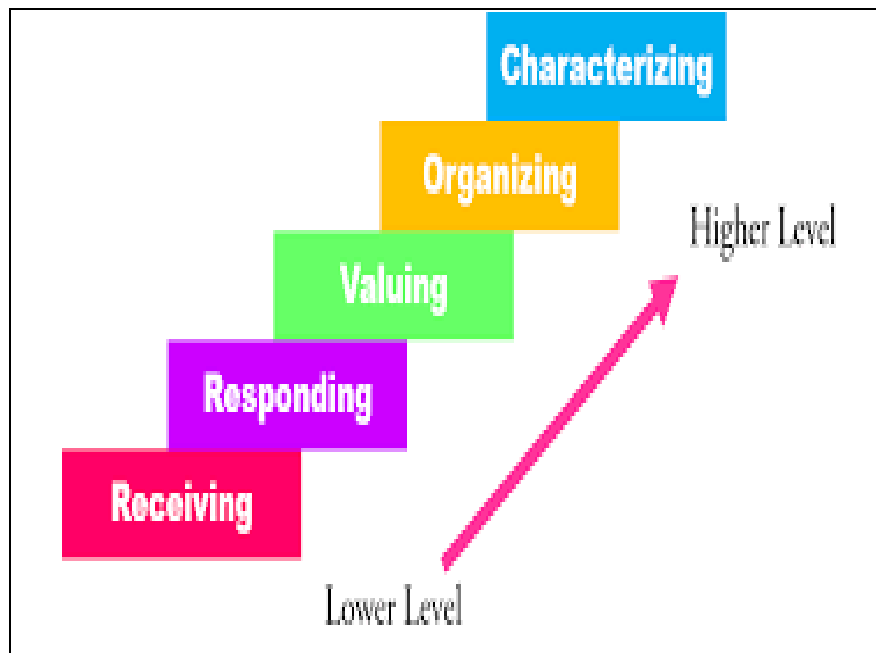 Characterizing
Organizing
Higher Level
Valuing
Responding
Receiving
Lower Level